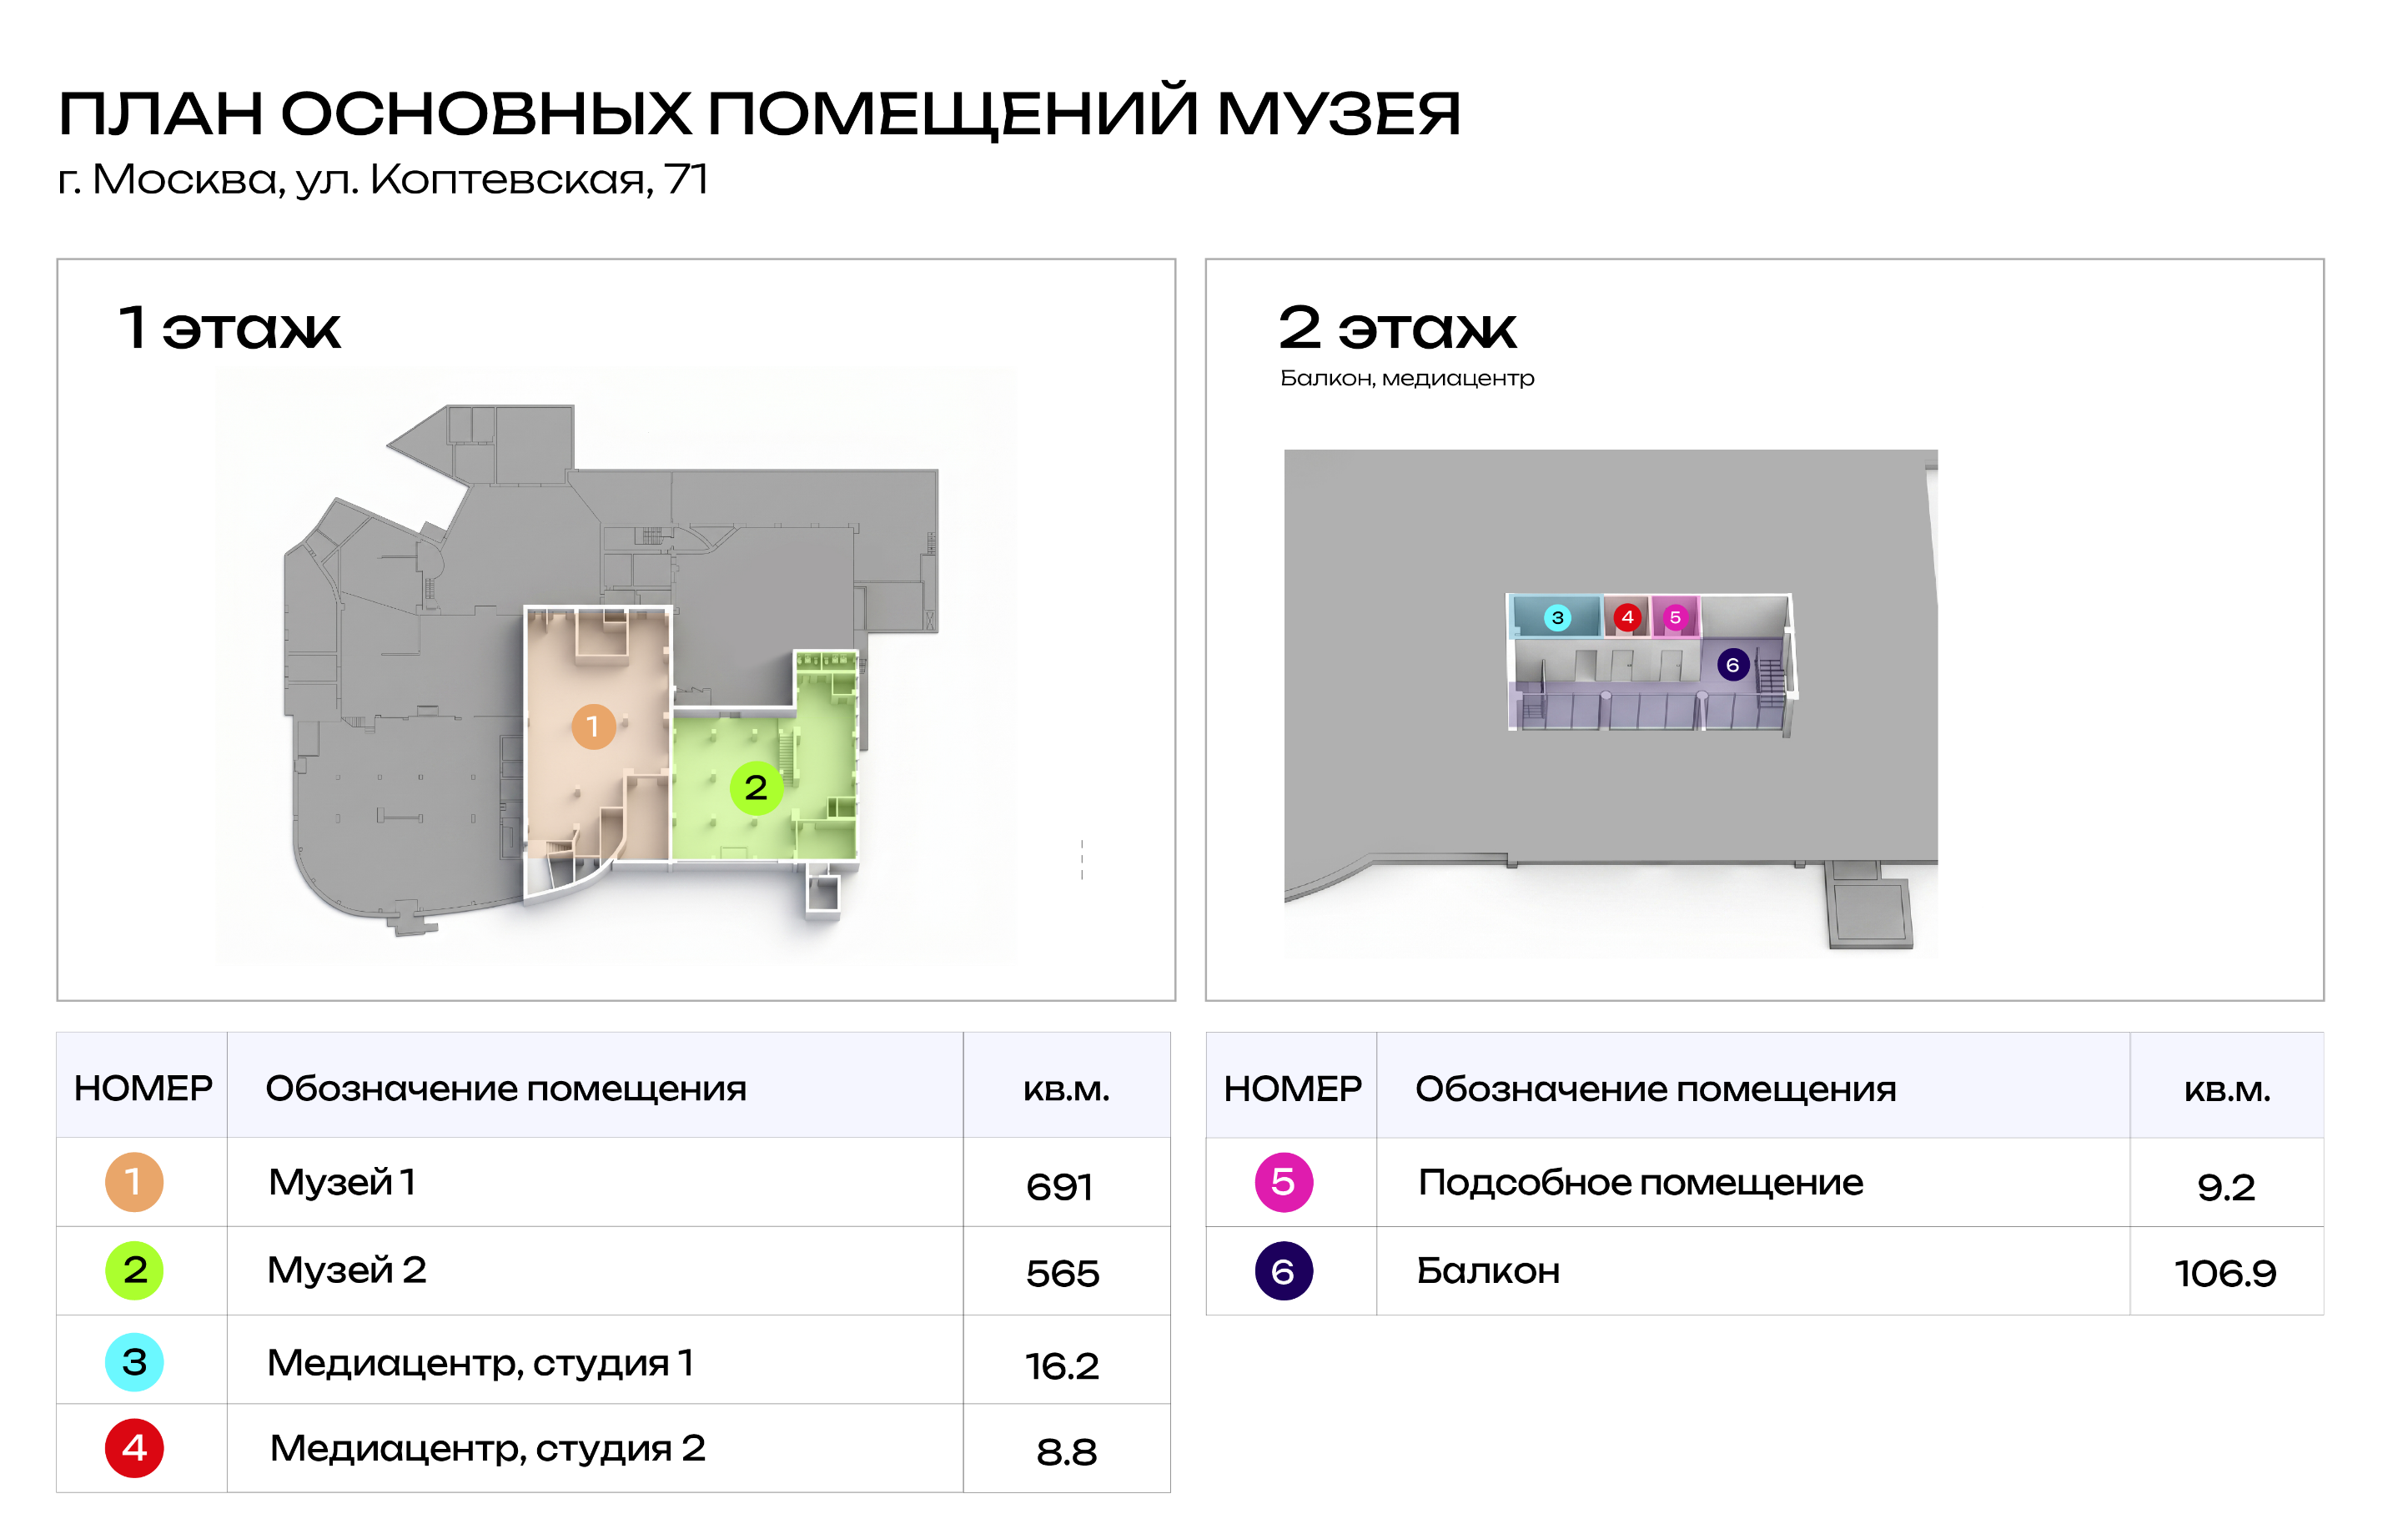 ПЛАН ОСНОВНЫХ ПОМЕЩЕНИЙ МУЗЕЯ
г. Москва, ул. Коптевская, 71
1 этаж
1
2
2 этаж
Балкон, медиацентр
3 4 5
6
НОМЕР Обозначение помещения кв.м.
1 Музей 1 691
2 Музей 2 565
3 Медиацентр, студия 1 16.2
4 Медиацентр, студия 2 8.8
НОМЕР Обозначение помещения кв.м.
5 Подсобное помещение 9.2
6 Балкон 106.9